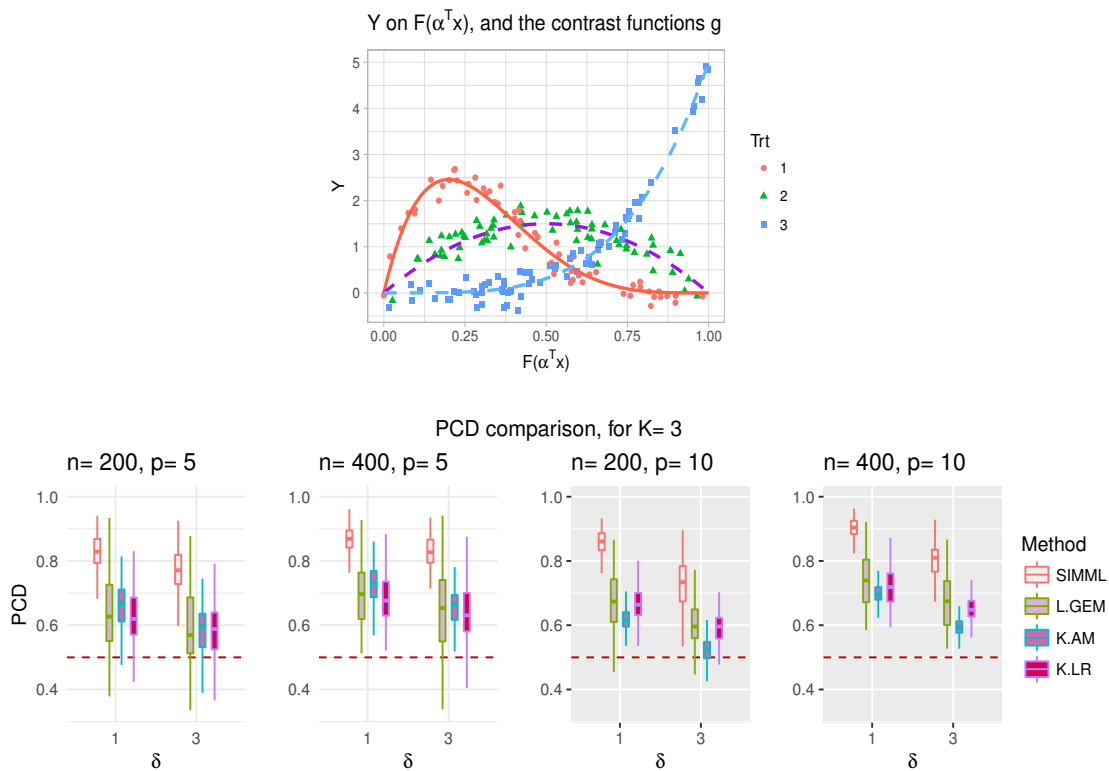 Y on F(αᵀx), and the contrast functions g
5
4
3
2
1
0
Y
0.00 0.25 0.50 0.75 1.00
F(αᵀx)
Trt
1
2
3
PCD comparison, for K= 3
n= 200, p= 5 n= 400, p= 5 n= 200, p= 10 n= 400, p= 10
1.0 1.0 1.0 1.0
0.8 0.8 0.8 0.8
0.6 0.6 0.6 0.6
0.4 0.4 0.4 0.4
PCD
1 3 1 3 1 3 1 3
δ δ δ δ
Method
SIMML
L.GEM
K.AM
K.LR